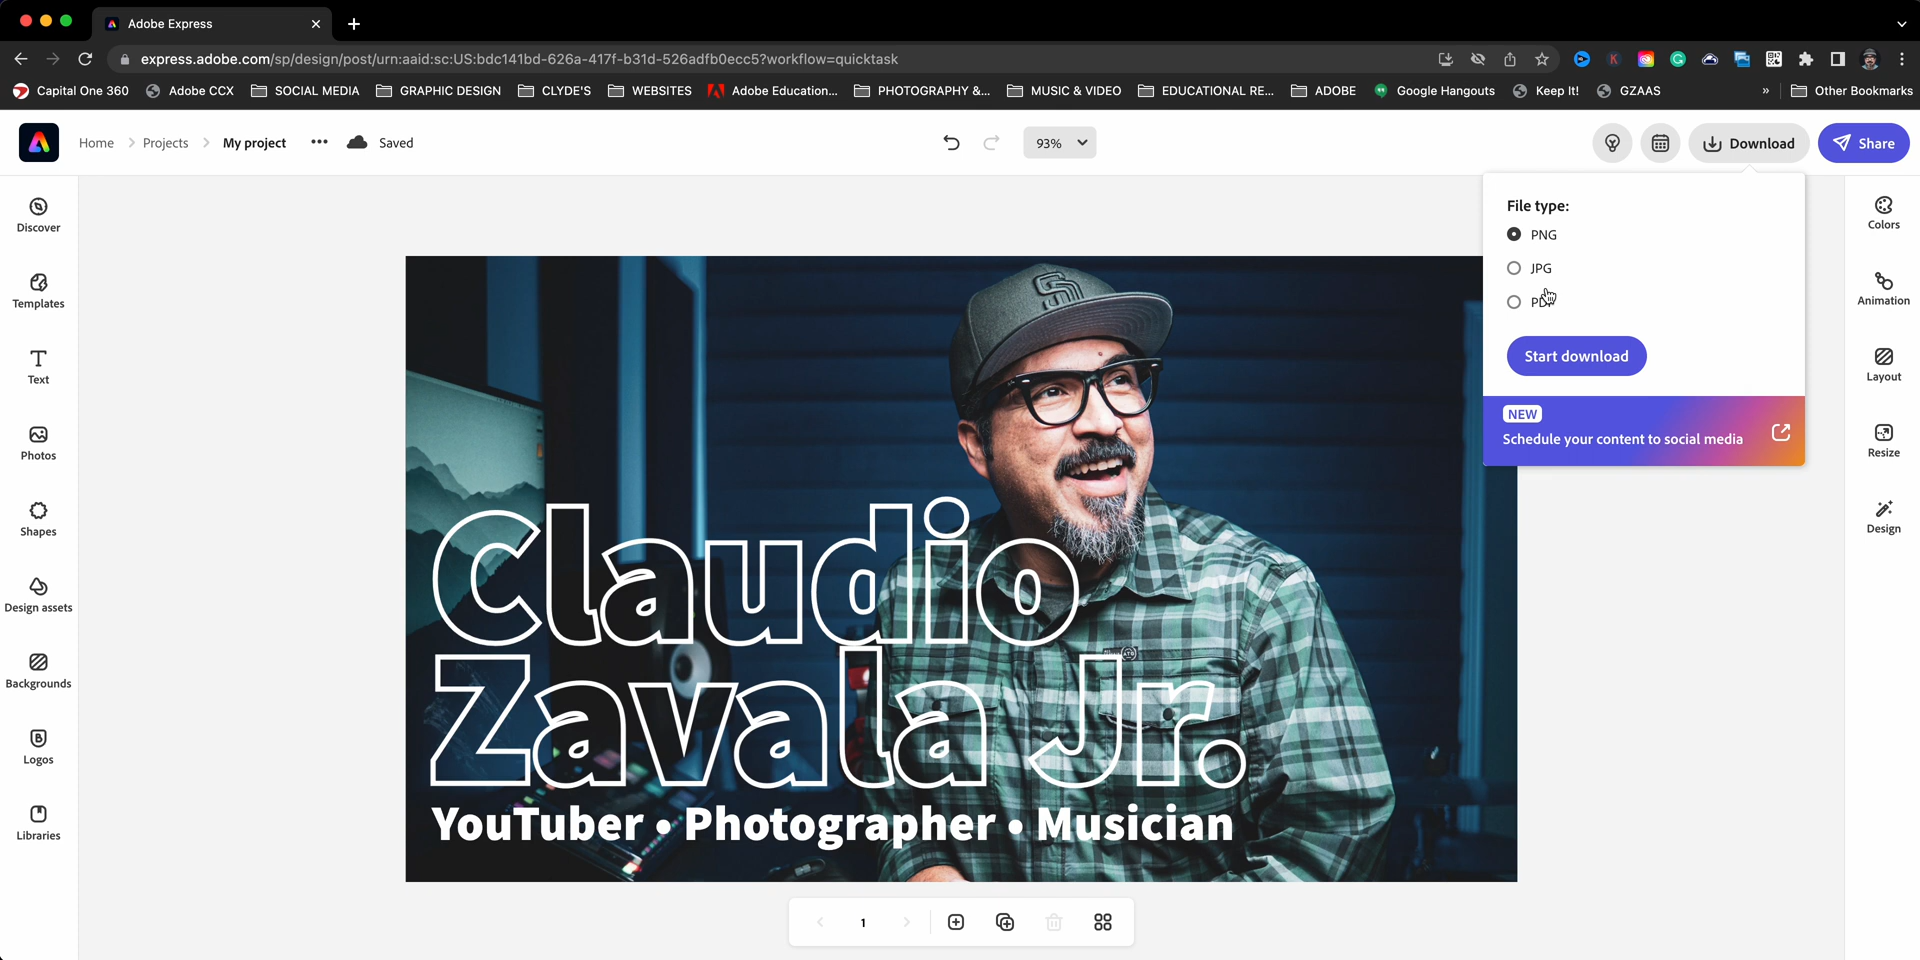 Adobe Express
express.adobe.com/sp/design/post/urn:aaid:sc:US:bdc141bd-626a-417f-b31d-526adfb0ecc5?workflow=quicktask
Capital One 360 Adobe CCX SOCIAL MEDIA GRAPHIC DESIGN CLYDE'S WEBSITES Adobe Education... PHOTOGRAPHY &... MUSIC & VIDEO EDUCATIONAL RE... ADOBE Google Hangouts Keep It! GZAAS » Other Bookmarks
Home Projects My project ••• Saved 93% Download Share
Discover
Templates
Text
Photos
Shapes
Design assets
Backgrounds
Logos
Libraries
File type:
PNG
JPG
Start download
NEW
Schedule your content to social media
Colors
Animation
Layout
Resize
Design
Claudio
Zavala Jr.
YouTuber • Photographer • Musician
1